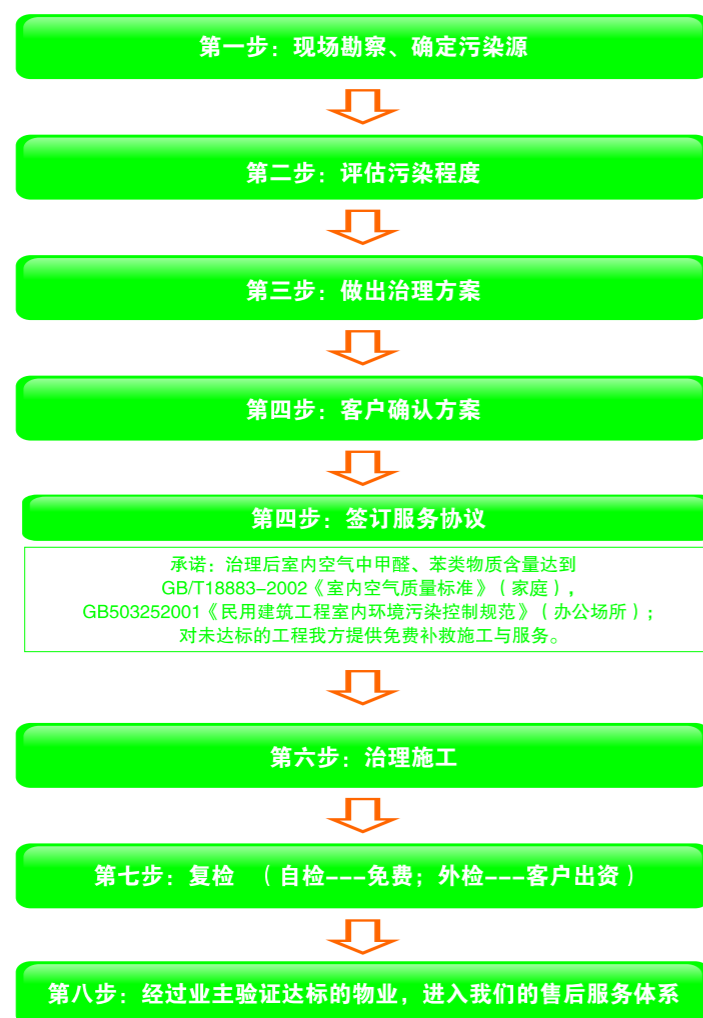 第一步：现场勘察、确定污染源
第二步：评估污染程度
第三步：做出治理方案
第四步：客户确认方案
第四步：签订服务协议
承诺：治理后室内空气中甲醛、苯类物质含量达到
GB/T18883-2002《室内空气质量标准》（家庭），
GB503252001《民用建筑工程室内环境污染控制规范》（办公场所）；
对未达标的工程我方提供免费补救施工与服务。
第六步：治理施工
第七步：复检 （自检---免费；外检---客户出资）
第八步：经过业主验证达标的物业，进入我们的售后服务体系